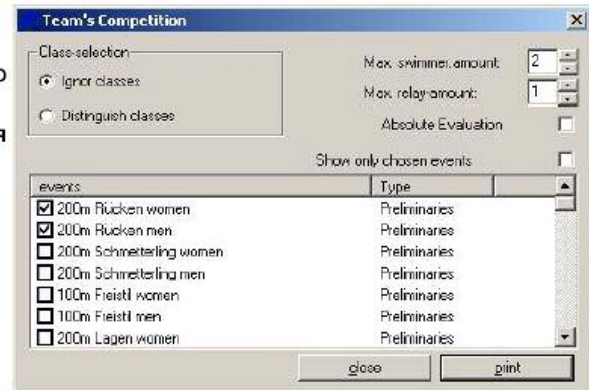 Team's Competition
Class-selection
Ignor classes
Distinguish classes
Max. swimmer.amount: 2
Max. relay-amount: 1
Absolute Evaluation
Show only chosen events
events Type
200m Rücken women Preliminaries
200m Rücken men Preliminaries
200m Schmetterling women Preliminaries
200m Schmetterling men Preliminaries
100m Freistil women Preliminaries
100m Freistil men Preliminaries
200m Lagen women Preliminaries
close print